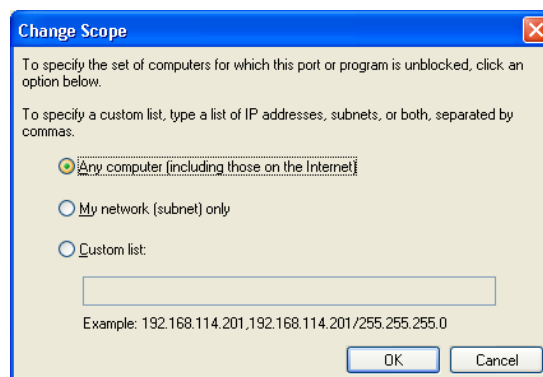 Change Scope
To specify the set of computers for which this port or program is unblocked, click an
option below.
To specify a custom list, type a list of IP addresses, subnets, or both, separated by
commas.
Any computer (including those on the Internet)
My network (subnet) only
Custom list:
Example: 192.168.114.201,192.168.114.201/255.255.255.0
OK Cancel